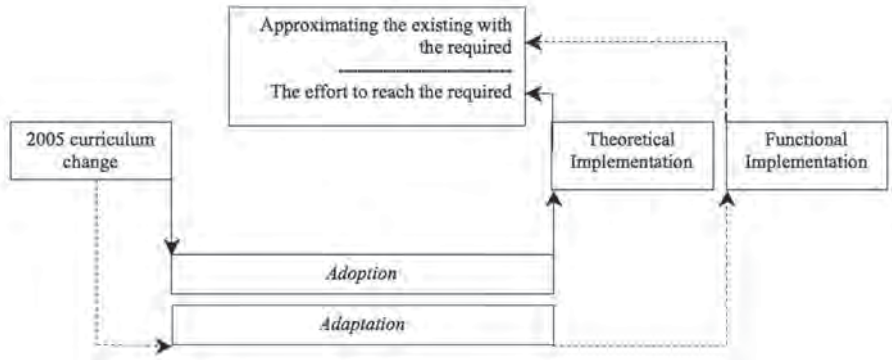 Approximating the existing with
the required
The effort to reach the required
2005 curriculum
change
Theoretical
Implementation
Functional
Implementation
Adoption
Adaptation